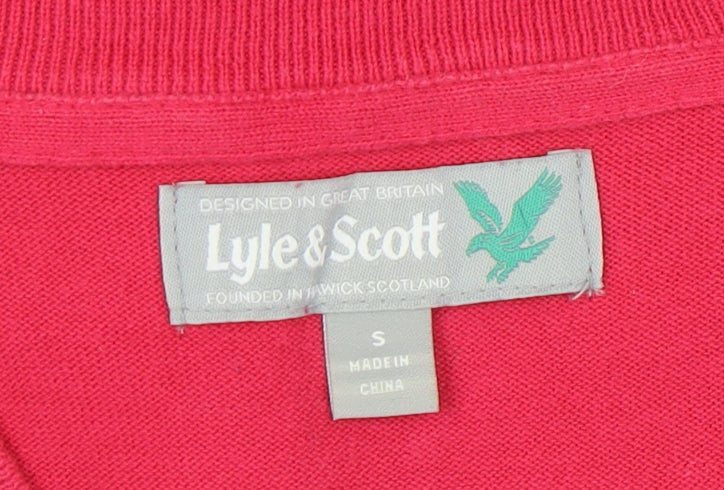 DESIGNED IN GREAT BRITAIN
Lyle & Scott
FOUNDED IN HAWICK SCOTLAND
S
MADE IN
CHINA